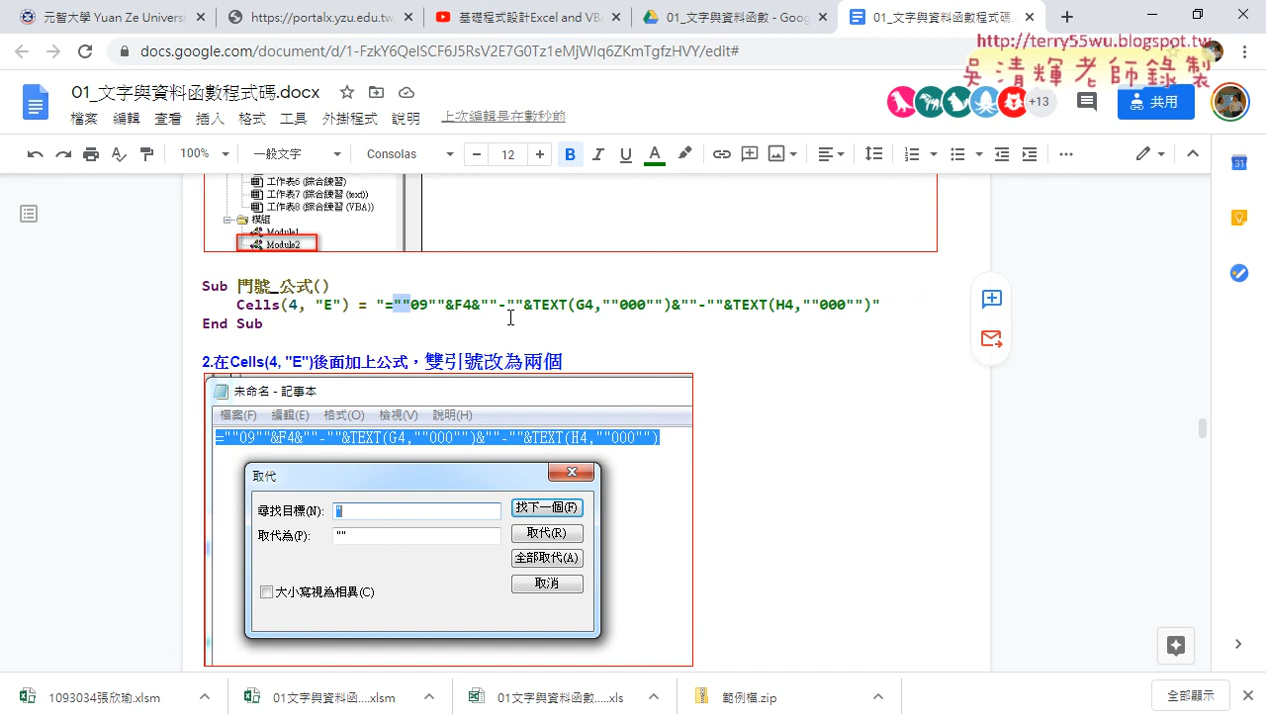 元智大學 Yuan Ze Universi
https://portalx.yzu.edu.tw
基礎程式設計Excel and VBA
01_文字與資料函數 - Goog
01_文字與資料函數程式碼.
docs.google.com/document/d/1-FzkY6QelSCF6J5RsV2E7G0Tz1eMjWIq6ZKmTgfzHVY/edit#
http://terry55wu.blogspot.tw
吳清輝老師錄製
01_文字與資料函數程式碼.docx
+13
共用
檔案 編輯 查看 插入 格式 工具 外掛程式 說明 上次編輯是在數秒前
100% 一般文字 Consolas 12 B I U A
31
工作表6 (綜合練習)
工作表7 (綜合練習 (text))
工作表8 (綜合練習 (VBA))
模組
Module1
Module2
Sub 門號_公式()
Cells(4, "E") = "=""09""&F4&""-""&TEXT(G4,""000"")&""-""&TEXT(H4,""000"")"
End Sub
2.在Cells(4, "E")後面加上公式，雙引號改為兩個
未命名 - 記事本
檔案(F) 編輯(E) 格式(O) 檢視(V) 說明(H)
=""09""&F4&""-""&TEXT(G4,""000"")&""-""&TEXT(H4,""000"")
取代
尋找目標(N): " 找下一個(F)
取代為(P): "" 取代(R)
全部取代(A)
大小寫視為相異(C) 取消
1093034張欣瑜.xlsm
01文字與資料函....xlsm
01文字與資料函數.....xls
範例檔.zip
全部顯示